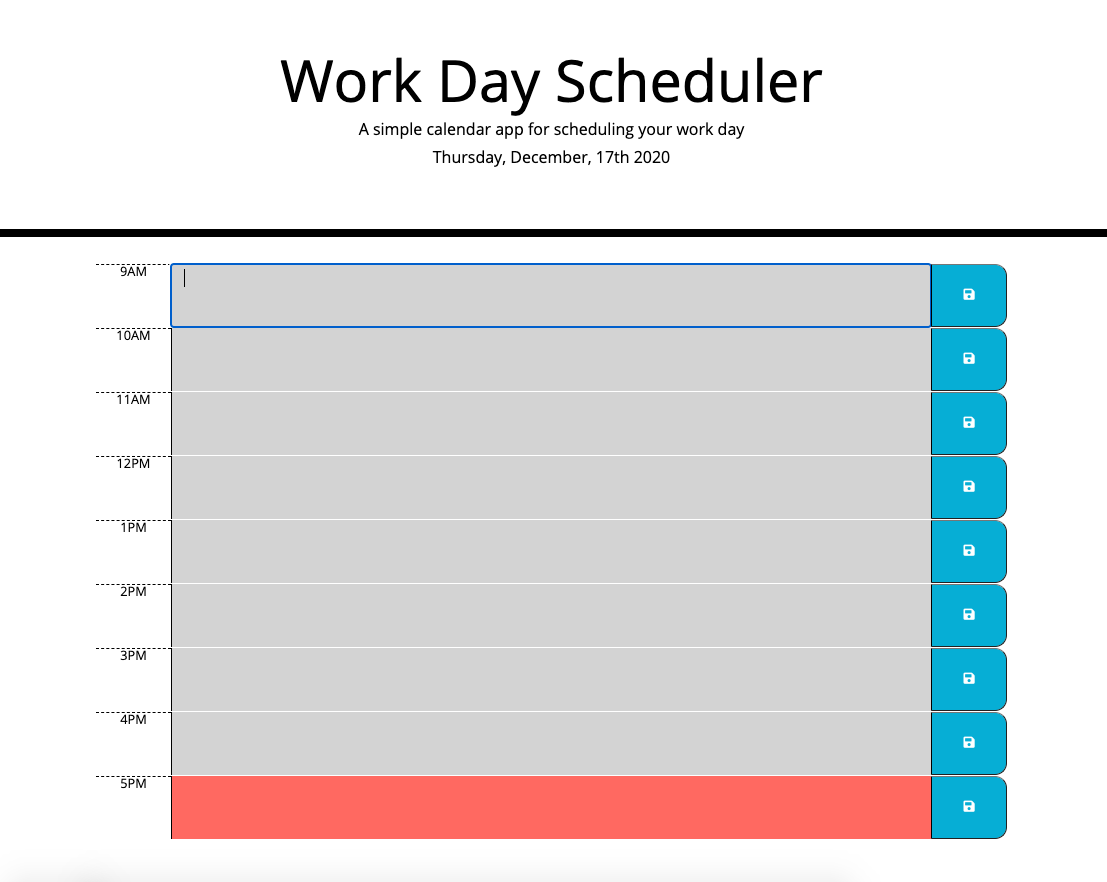 Work Day Scheduler
A simple calendar app for scheduling your work day
Thursday, December, 17th 2020
9AM
10AM
11AM
12PM
1PM
2PM
3PM
4PM
5PM